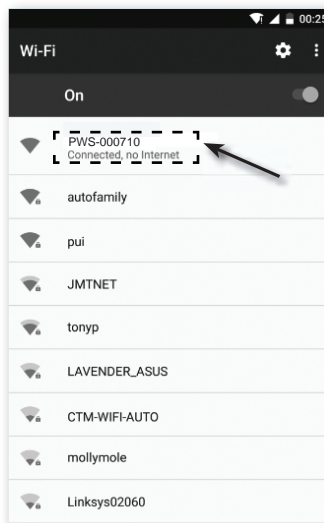 00:25
Wi-Fi
On
PWS-000710
Connected, no Internet
autofamily
pui
JMTNET
tonyp
LAVENDER_ASUS
CTM-WIFI-AUTO
mollymole
Linksys02060